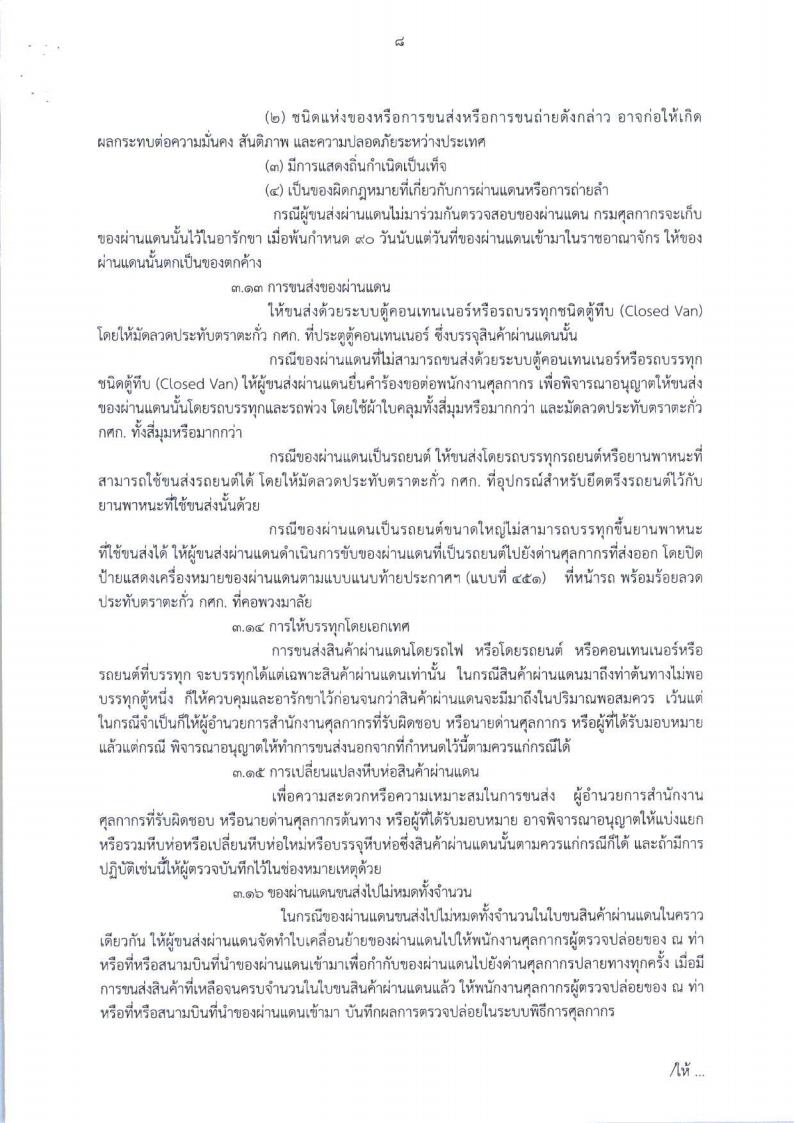 ๘
(๒) ชนิดแห่งของหรือการขนส่งหรือการขนถ่ายดังกล่าว อาจก่อให้เกิด
ผลกระทบต่อความมั่นคง สันติภาพ และความปลอดภัยระหว่างประเทศ
(๓) มีการแสดงถิ่นกำเนิดเป็นเท็จ
(๔) เป็นของผิดกฎหมายที่เกี่ยวกับการผ่านแดนหรือการถ่ายลำ
กรณีผู้ขนส่งผ่านแดนไม่มาร่วมกันตรวจสอบของผ่านแดน กรมศุลกากรจะเก็บ
ของผ่านแดนนั้นไว้ในอารักขา เมื่อพ้นกำหนด ๙๐ วันนับแต่วันที่ของผ่านแดนเข้ามาในราชอาณาจักร ให้ของ
ผ่านแดนนั้นตกเป็นของตกค้าง
๓.๑๓ การขนส่งของผ่านแดน
ให้ขนส่งด้วยระบบตู้คอนเทนเนอร์หรือรถบรรทุกชนิดตู้ทึบ (Closed Van)
โดยให้มัดลวดประทับตราตะกั่ว กศก. ที่ประตูตู้คอนเทนเนอร์ ซึ่งบรรจุสินค้าผ่านแดนนั้น
กรณีของผ่านแดนที่ไม่สามารถขนส่งด้วยระบบตู้คอนเทนเนอร์หรือรถบรรทุก
ชนิดตู้ทึบ (Closed Van) ให้ผู้ขนส่งผ่านแดนยื่นคำร้องขอต่อพนักงานศุลกากร เพื่อพิจารณาอนุญาตให้ขนส่ง
ของผ่านแดนนั้นโดยรถบรรทุกและรถพ่วง โดยใช้ผ้าใบคลุมทั้งสี่มุมหรือมากกว่า และมัดลวดประทับตราตะกั่ว
กศก. ทั้งสี่มุมหรือมากกว่า
กรณีของผ่านแดนเป็นรถยนต์ ให้ขนส่งโดยรถบรรทุกรถยนต์หรือยานพาหนะที่
สามารถใช้ขนส่งรถยนต์ได้ โดยให้มัดลวดประทับตราตะกั่ว กศก. ที่อุปกรณ์สำหรับยึดตรึงรถยนต์ไว้กับ
ยานพาหนะที่ใช้ขนส่งนั้นด้วย
กรณีของผ่านแดนเป็นรถยนต์ขนาดใหญ่ไม่สามารถบรรทุกขึ้นยานพาหนะ
ที่ใช้ขนส่งได้ ให้ผู้ขนส่งผ่านแดนดำเนินการขับของผ่านแดนที่เป็นรถยนต์ไปยังด่านศุลกากรที่ส่งออก โดยปิด
ป้ายแสดงเครื่องหมายของผ่านแดนตามแบบแนบท้ายประกาศฯ (แบบที่ ๔๕๑) ที่หน้ารถ พร้อมร้อยลวด
ประทับตราตะกั่ว กศก. ที่คอพวงมาลัย
๓.๑๔ การให้บรรทุกโดยเอกเทศ
การขนส่งสินค้าผ่านแดนโดยรถไฟ หรือโดยรถยนต์ หรือคอนเทนเนอร์หรือ
รถยนต์ที่บรรทุก จะบรรทุกได้แต่เฉพาะสินค้าผ่านแดนเท่านั้น ในกรณีสินค้าผ่านแดนมาถึงท่าต้นทางไม่พอ
บรรทุกตู้หนึ่ง ก็ให้ควบคุมและอารักขาไว้ก่อนจนกว่าสินค้าผ่านแดนจะมีมาถึงในปริมาณพอสมควร เว้นแต่
ในกรณีจำเป็นก็ให้ผู้อำนวยการสำนักงานศุลกากรที่รับผิดชอบ หรือนายด่านศุลกากร หรือผู้ที่ได้รับมอบหมาย
แล้วแต่กรณี พิจารณาอนุญาตให้ทำการขนส่งนอกจากที่กำหนดไว้นี้ตามควรแก่กรณีได้
๓.๑๕ การเปลี่ยนแปลงหีบห่อสินค้าผ่านแดน
เพื่อความสะดวกหรือความเหมาะสมในการขนส่ง ผู้อำนวยการสำนักงาน
ศุลกากรที่รับผิดชอบ หรือนายด่านศุลกากรต้นทาง หรือผู้ที่ได้รับมอบหมาย อาจพิจารณาอนุญาตให้แบ่งแยก
หรือรวมหีบห่อหรือเปลี่ยนหีบห่อใหม่หรือบรรจุหีบห่อซึ่งสินค้าผ่านแดนนั้นตามควรแก่กรณีก็ได้ และถ้ามีการ
ปฏิบัติเช่นนี้ให้ผู้ตรวจบันทึกไว้ในช่องหมายเหตุด้วย
๓.๑๖ ของผ่านแดนขนส่งไปไม่หมดทั้งจำนวน
ในกรณีของผ่านแดนขนส่งไปไม่หมดทั้งจำนวนในใบขนสินค้าผ่านแดนในคราว
เดียวกัน ให้ผู้ขนส่งผ่านแดนจัดทำใบเคลื่อนย้ายของผ่านแดนไปให้พนักงานศุลกากรผู้ตรวจปล่อยของ ณ ท่า
หรือที่หรือสนามบินที่นำของผ่านแดนเข้ามาเพื่อกำกับของผ่านแดนไปยังด่านศุลกากรปลายทางทุกครั้ง เมื่อมี
การขนส่งสินค้าที่เหลือจนครบจำนวนในใบขนสินค้าผ่านแดนแล้ว ให้พนักงานศุลกากรผู้ตรวจปล่อยของ ณ ท่า
หรือที่หรือสนามบินที่นำของผ่านแดนเข้ามา บันทึกผลการตรวจปล่อยในระบบพิธีการศุลกากร
/ให้ ...